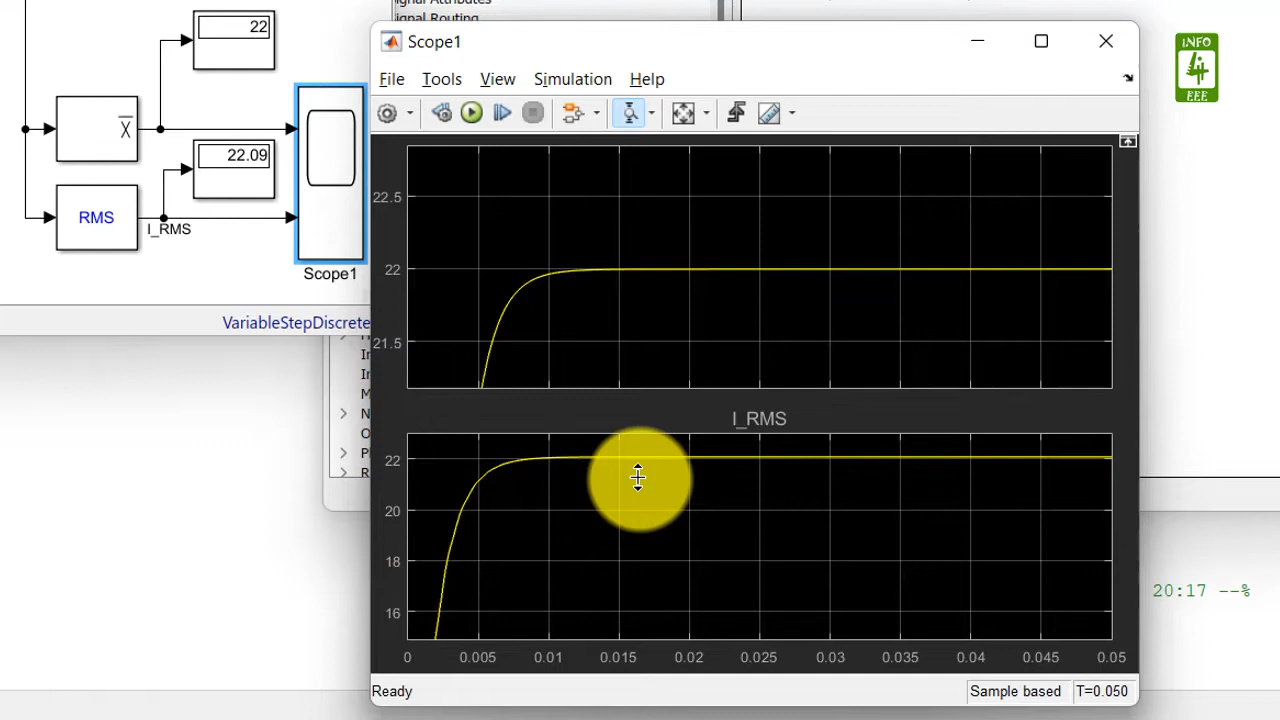 ignal Attributes
ignal Routing
22
X
22.09
RMS
I_RMS
Scope1
VariableStepDiscrete
Scope1
File Tools View Simulation Help
22.5
22
21.5
I_RMS
22
20
18
16
0 0.005 0.01 0.015 0.02 0.025 0.03 0.035 0.04 0.045 0.05
Ready
Sample based
T=0.050
INFO
4
EEE
20:17 --%